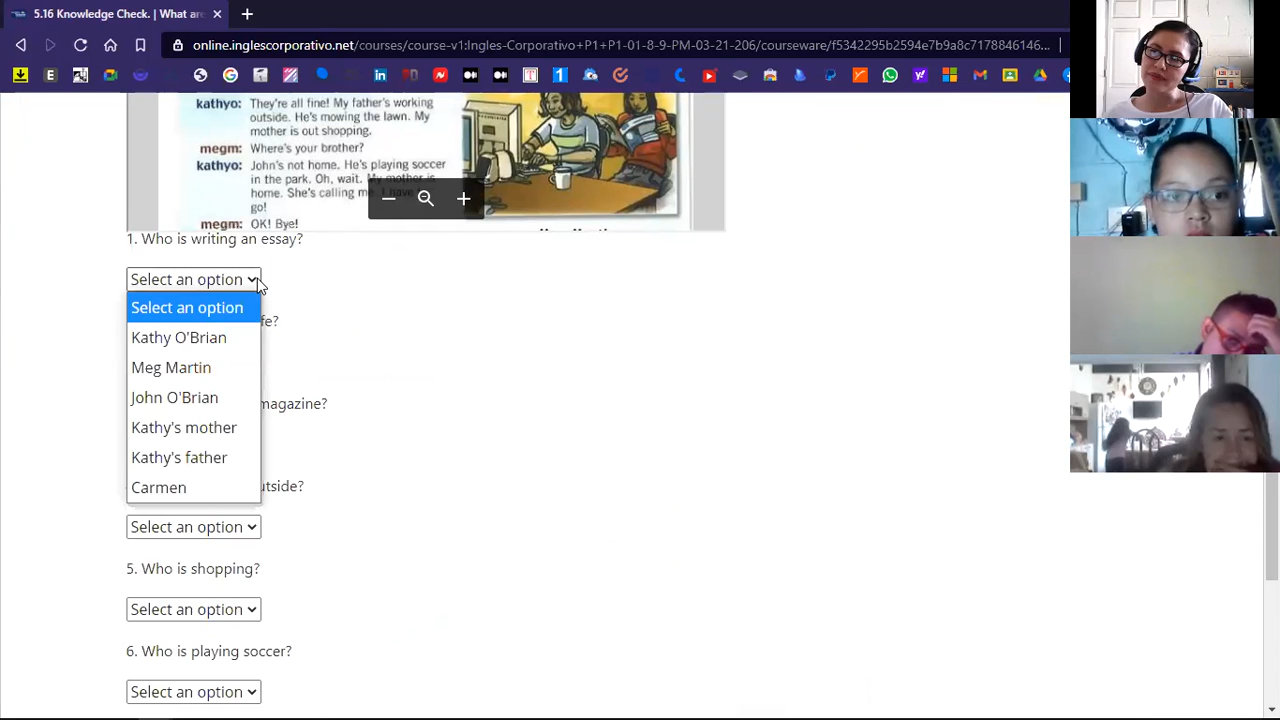 5.16 Knowledge Check. | What are
online.inglescorporativo.net/courses/course-v1:Ingles-Corporativo+P1+P1-01-8-9-PM-03-21-206/courseware/f5342295b2594e7b9a8c7178846146...
kathyo: They're all fine! My father's working
outside. He's mowing the lawn. My
mother is out shopping.
megm: Where's your brother?
kathyo: John's not home. He's playing soccer
in the park. Oh, wait. My mother is
home. She's calling me. I have
go!
megm: OK! Bye!
1. Who is writing an essay?
Select an option
Select an option
Kathy O'Brian
Meg Martin
John O'Brian
Kathy's mother
Kathy's father
Carmen
fe?
magazine?
utside?
Select an option
5. Who is shopping?
Select an option
6. Who is playing soccer?
Select an option